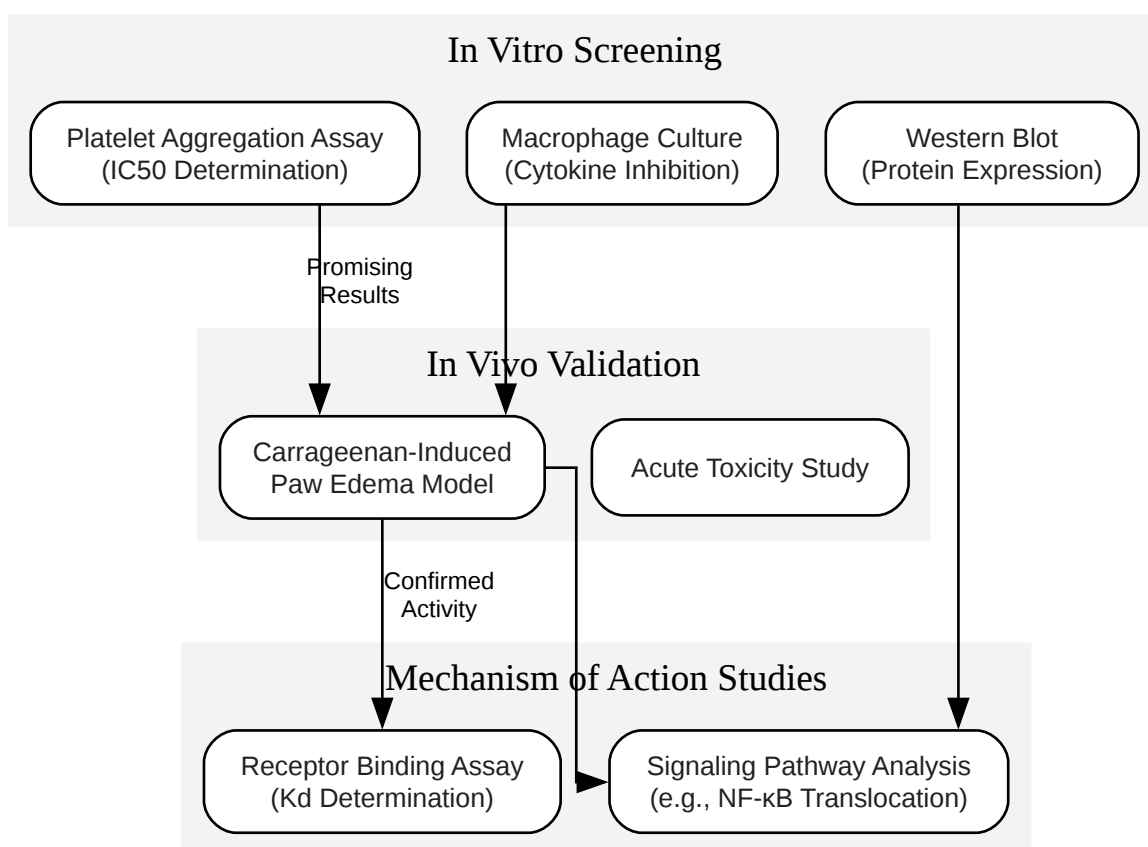 In Vitro Screening
Platelet Aggregation Assay
(IC50 Determination)
Macrophage Culture
(Cytokine Inhibition)
Western Blot
(Protein Expression)
Promising
Results
In Vivo Validation
Carrageenan-Induced
Paw Edema Model
Acute Toxicity Study
Confirmed
Activity
Mechanism of Action Studies
Receptor Binding Assay
(Kd Determination)
Signaling Pathway Analysis
(e.g., NF-κB Translocation)